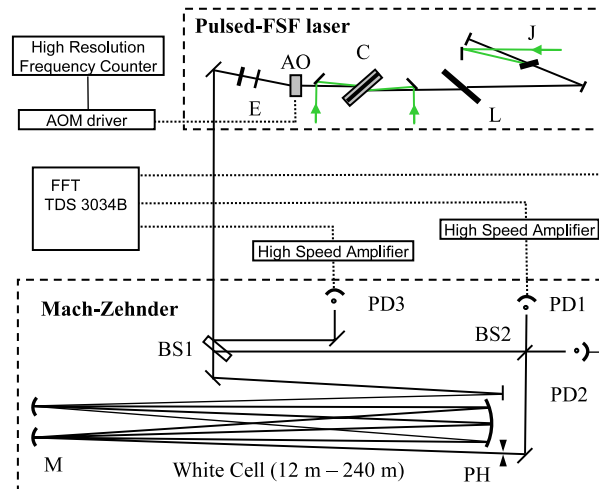 Pulsed-FSF laser
J
High Resolution
Frequency Counter
AO
C
E
L
AOM driver
FFT
TDS 3034B
High Speed Amplifier
High Speed Amplifier
Mach-Zehnder
PD3
PD1
BS1
BS2
PD2
M
White Cell (12 m – 240 m)
PH